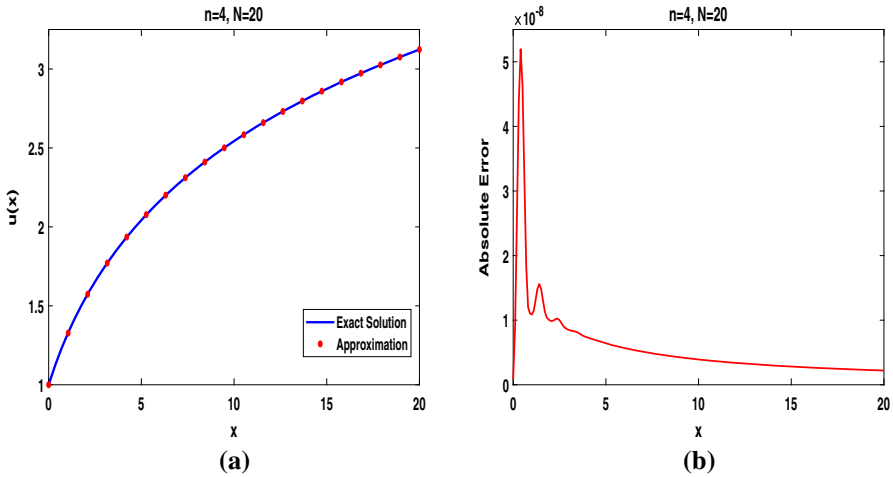 n=4, N=20
u(x)
3
2.5
2
1.5
1
0
5
10
15
20
x
Exact Solution
Approximation
(a)
n=4, N=20
×10⁻⁸
Absolute Error
5
4
3
2
1
0
0
5
10
15
20
x
(b)